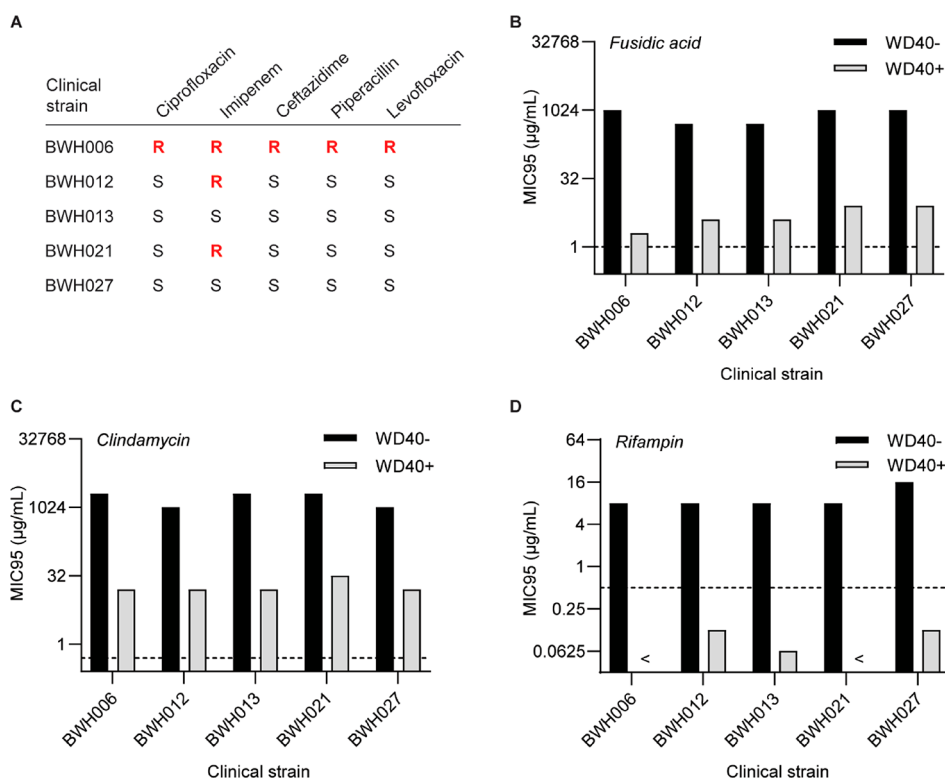 A
Clinical strain Ciprofloxacin Imipenem Ceftazidime Piperacillin Levofloxacin
BWH006 R R R R R
BWH012 S R S S S
BWH013 S S S S S
BWH021 S R S S S
BWH027 S S S S S
B
Fusidic acid
WD40-
WD40+
MIC95 (µg/mL)
32768
1024
32
1
BWH006 BWH012 BWH013 BWH021 BWH027
Clinical strain
C
Clindamycin
WD40-
WD40+
MIC95 (µg/mL)
32768
1024
32
1
BWH006 BWH012 BWH013 BWH021 BWH027
Clinical strain
D
Rifampin
WD40-
WD40+
MIC95 (µg/mL)
64
16
4
1
0.25
0.0625
< <
BWH006 BWH012 BWH013 BWH021 BWH027
Clinical strain